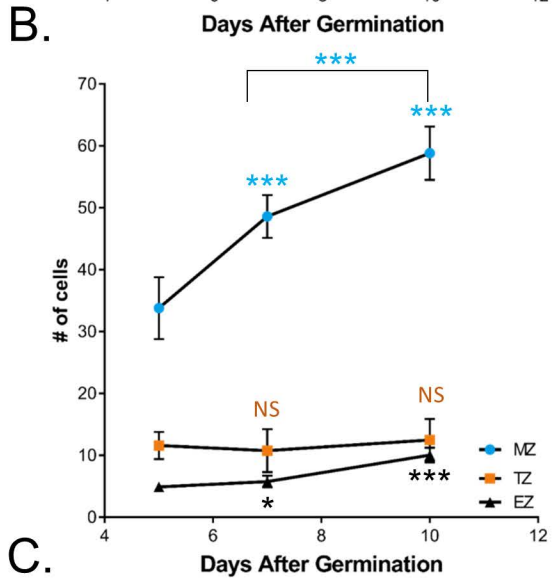 B.
Days After Germination
***
70
***
60
***
50
40
# of cells
30
20
NS
NS
10
MZ
TZ
***
EZ
*
0
4
6
8
10
12
C.
Days After Germination